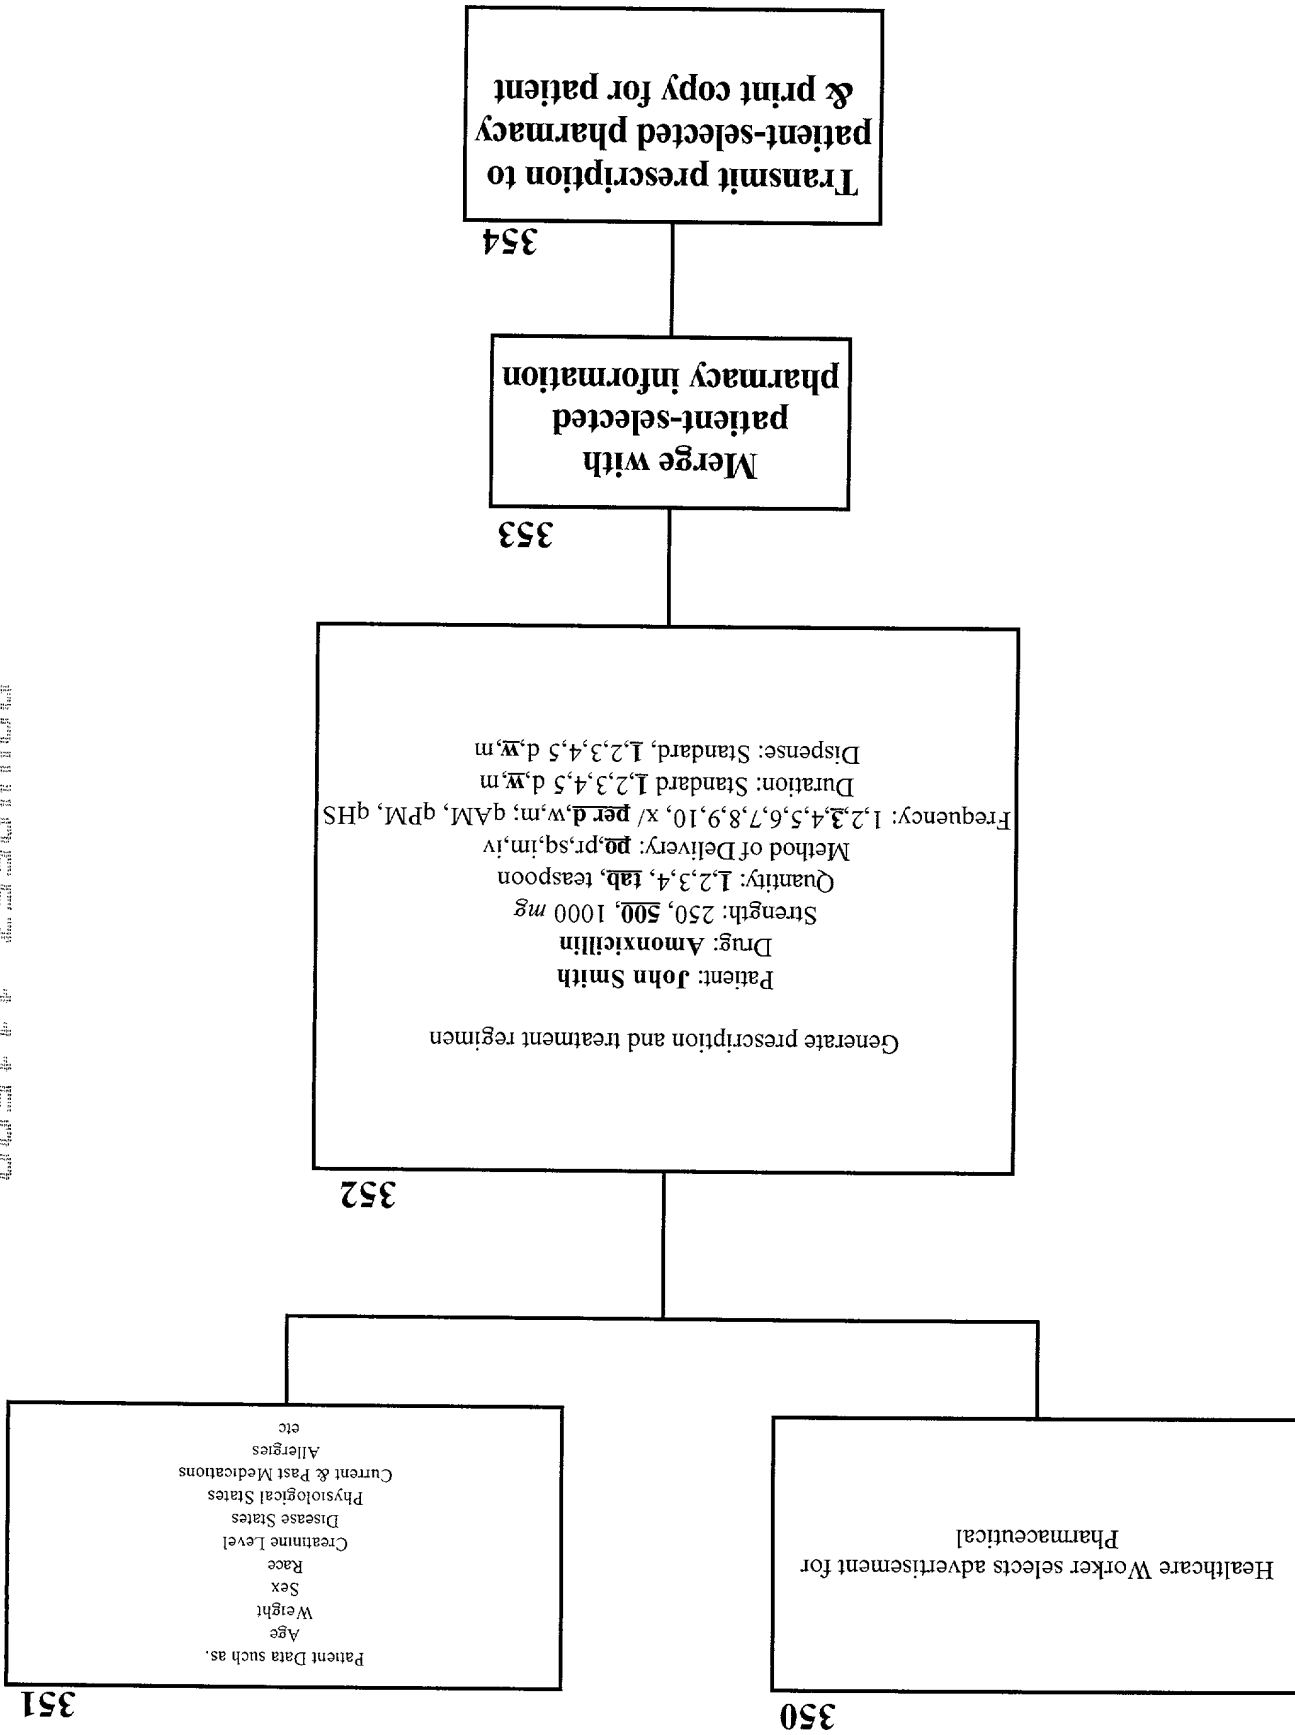 350
Healthcare Worker selects advertisement for
Pharmaceutical
351
Patient Data such as.
Age
Weight
Sex
Race
Creatinine Level
Disease States
Physiological States
Current & Past Medications
Allergies
etc
352
Generate prescription and treatment regimen
Patient: John Smith
Drug: Amonxicillin
Strength: 250, 500, 1000 mg
Quantity: 1,2,3,4, tab, teaspoon
Method of Delivery: po,pr,sq,im,iv
Frequency: 1,2,3,4,5,6,7,8,9,10, x/ per d,w,m; qAM, qPM, qHS
Duration: Standard 1,2,3,4,5 d,w,m
Dispense: Standard, 1,2,3,4,5 d,w,m
353
Merge with
patient-selected
pharmacy information
354
Transmit prescription to
patient-selected pharmacy
& print copy for patient